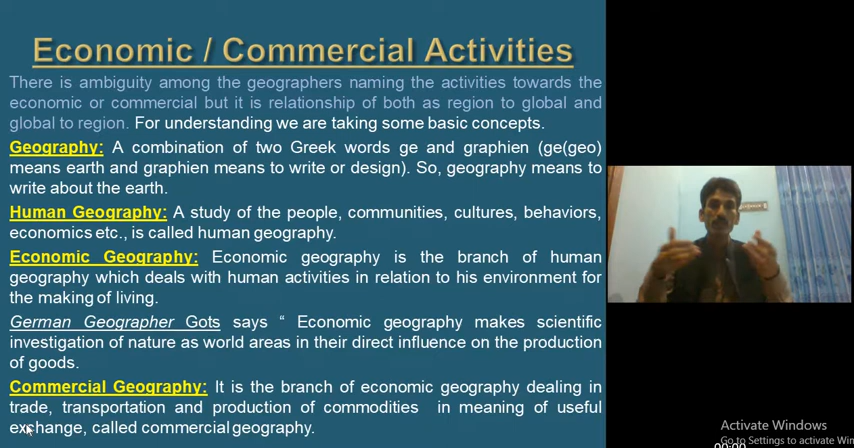 Economic / Commercial Activities
There is ambiguity among the geographers naming the activities towards the
economic or commercial but it is relationship of both as region to global and
global to region. For understanding we are taking some basic concepts.
Geography: A combination of two Greek words ge and graphien (ge(geo)
means earth and graphien means to write or design). So, geography means to
write about the earth.
Human Geography: A study of the people, communities, cultures, behaviors,
economics etc., is called human geography.
Economic Geography: Economic geography is the branch of human
geography which deals with human activities in relation to his environment for
the making of living.
German Geographer Gots says “ Economic geography makes scientific
investigation of nature as world areas in their direct influence on the production
of goods.
Commercial Geography: It is the branch of economic geography dealing in
trade, transportation and production of commodities in meaning of useful
exchange, called commercial geography.
Activate Windows
Go to Settings to activate Win
00:00